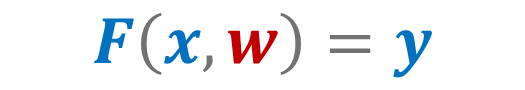 F(x, w) = y